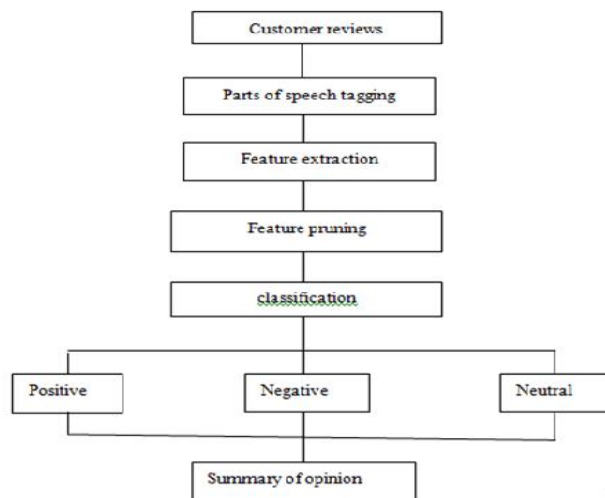 Customer reviews
Parts of speech tagging
Feature extraction
Feature pruning
classification
Positive
Negative
Neutral
Summary of opinion